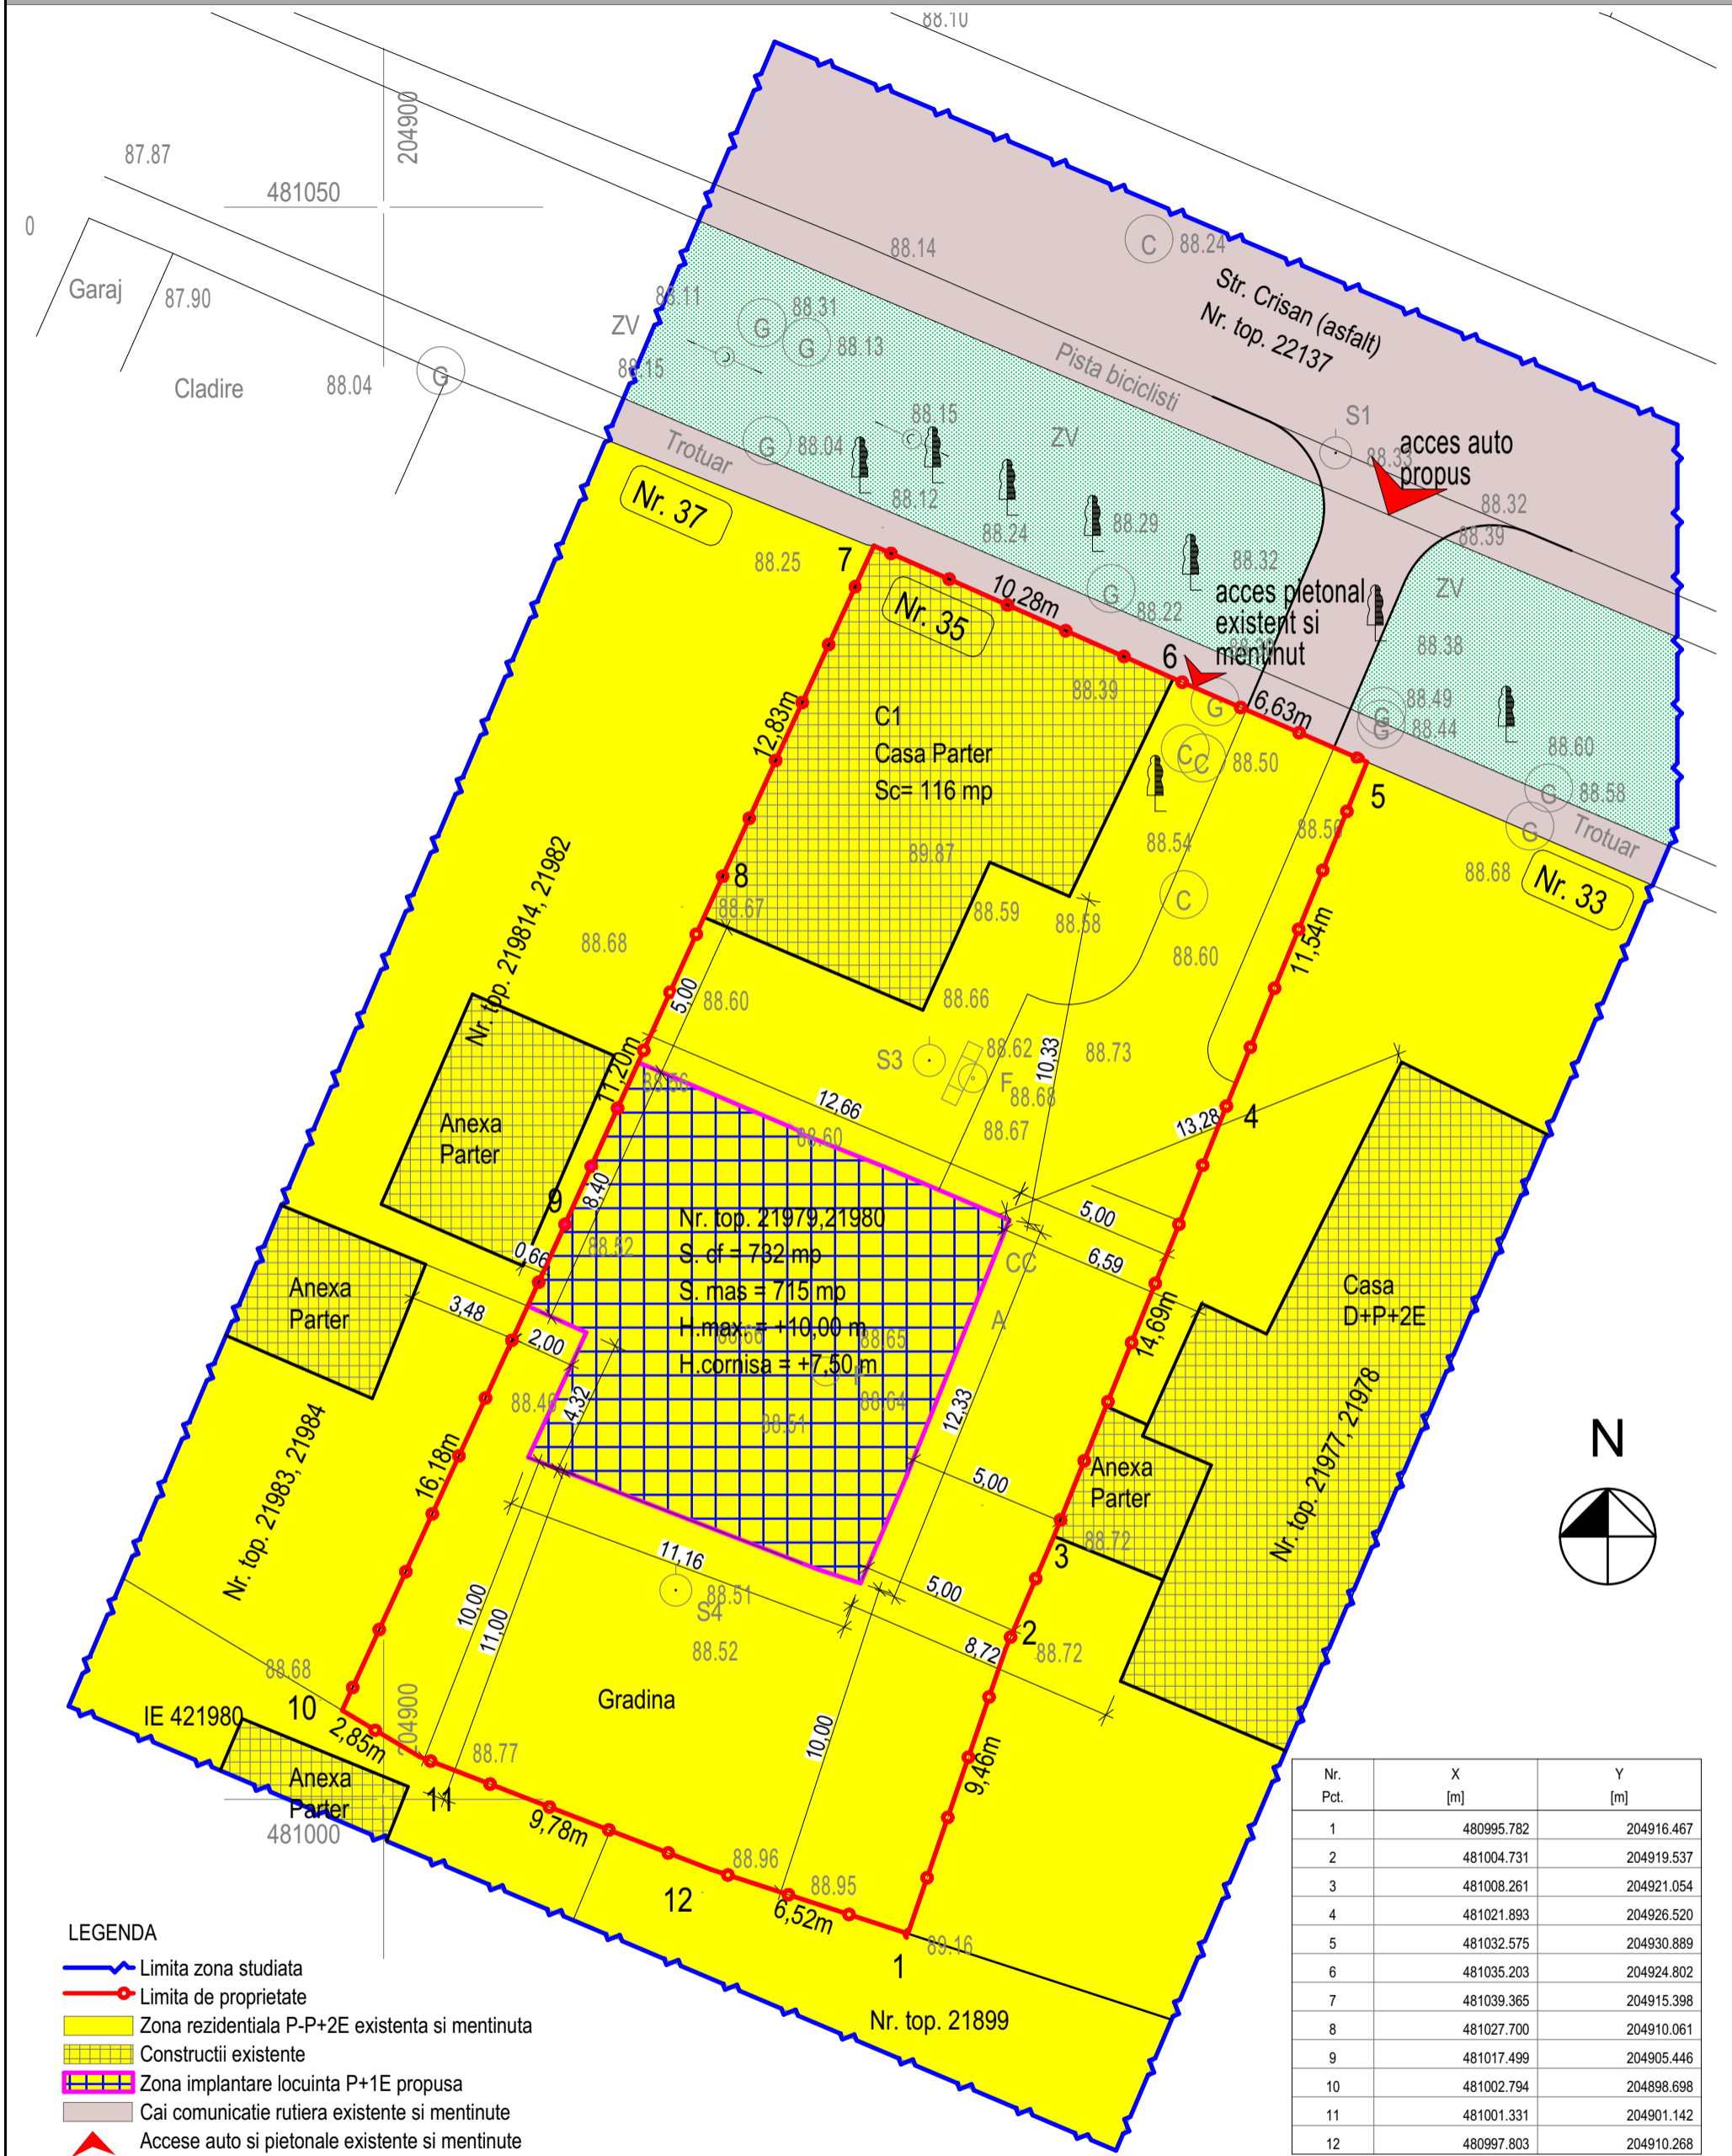 88.10
87.87
204900
481050
0
88.14
C
88.24
Str. Crisan (asfalt)
Nr. top. 22137
Garaj
87.90
88.11
ZV
G
88.31
G
88.13
88.15
Cladire
88.04
G
Pista biciclisti
S1
88.33
acces auto
propus
88.15
ZV
Trotuar
G
88.04
88.12
88.24
88.29
88.32
88.32
88.39
Nr. 37
88.25
7
10,28m
Nr. 35
G
88.22
acces pietonal
existent si
mentinut
ZV
88.38
6
88.39
G
6,63m
G
G
88.49
88.44
88.60
C1
Casa Parter
Sc= 116 mp
12,83m
C
C
88.50
5
G
88.58
G
Trotuar
89.87
88.54
88.56
88.68
Nr. 33
8
88.67
C
88.59
88.58
88.68
88.60
11,54m
Nr. top. 219814, 21982
5,00
88.60
88.66
S3
88.62
F
88.68
88.73
10,33
11,20m
88.56
12,66
88.60
88.67
13,28
4
Anexa
Parter
9
8,40
5,00
6,59
Nr. top. 21979,21980
S. cf = 732 mp
S. mas = 715 mp
H.max. = +10,00 m
H.cornisa = +7,50 m
88.52
0,66
CC
A
Casa
D+P+2E
Anexa
Parter
3,48
2,00
88.66
88.65
F
14,69m
88.46
4,32
88.64
88.51
12,33
Nr. top. 21977, 21978
N
Nr. top. 21983, 21984
16,18m
5,00
Anexa
Parter
88.72
3
11,16
10,00
11,00
88.51
S4
5,00
2
88.52
8,72
88.72
88.68
Gradina
10
IE 421980
2,85m
204900
10,00
88.77
9,46m
Anexa
Parter
11
481000
9,78m
88.96
12
88.95
6,52m
89.16
1
Nr. top. 21899
LEGENDA
Limita zona studiata
Limita de proprietate
Zona rezidentiala P-P+2E existenta si mentinuta
Constructii existente
Zona implantare locuinta P+1E propusa
Cai comunicatie rutiera existente si mentinute
Accese auto si pietonale existente si mentinute
Nr. Pct. X [m] Y [m]
1 480995.782 204916.467
2 481004.731 204919.537
3 481008.261 204921.054
4 481021.893 204926.520
5 481032.575 204930.889
6 481035.203 204924.802
7 481039.365 204915.398
8 481027.700 204910.061
9 481017.499 204905.446
10 481002.794 204898.698
11 481001.331 204901.142
12 480997.803 204910.268